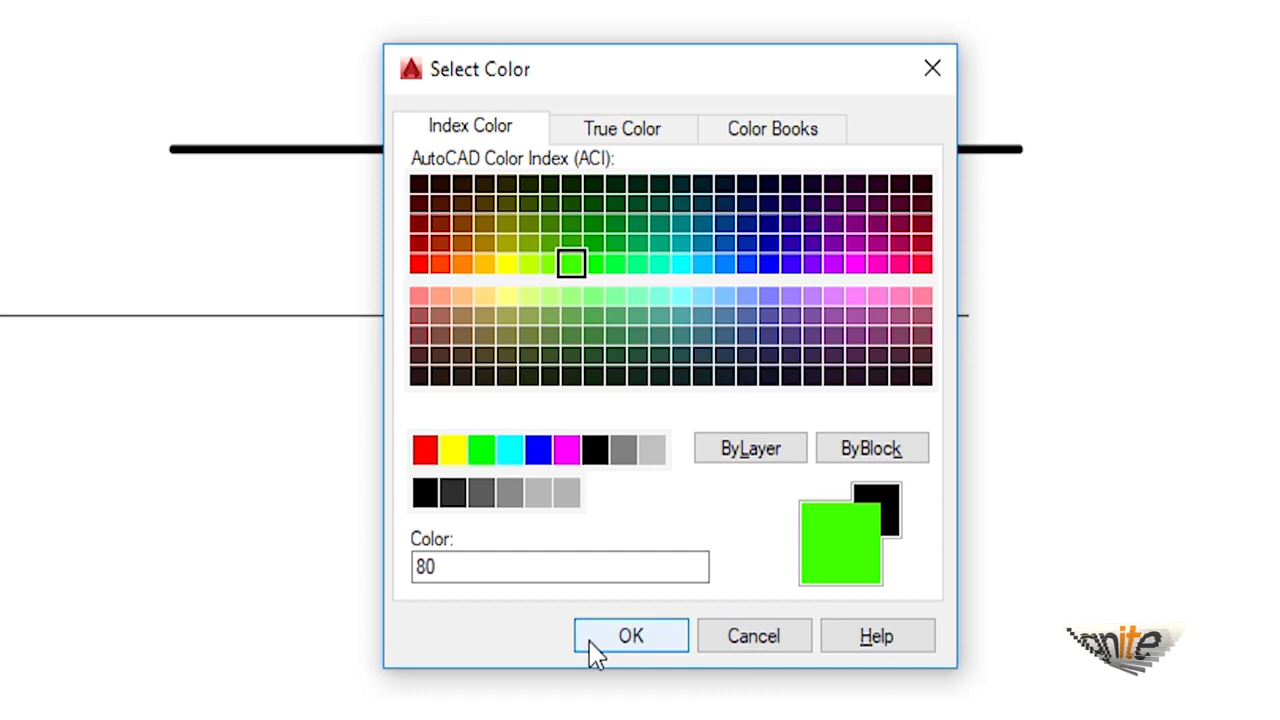 Select Color
Index Color
True Color
Color Books
AutoCAD Color Index (ACI):
ByLayer
ByBlock
Color:
80
OK
Cancel
Help
ignite